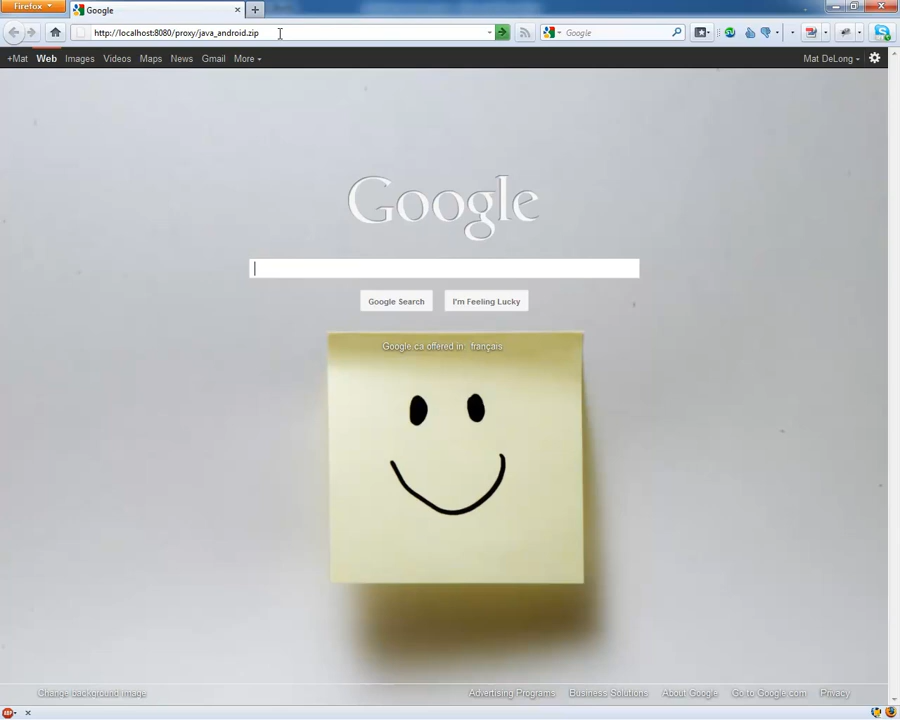 Firefox
Google
http://localhost:8080/proxy/java_android.zip
Google
+Mat Web Images Videos Maps News Gmail More
Mat DeLong
Google
Google Search
I'm Feeling Lucky
Google.ca offered in: français
Change background image
Advertising Programs Business Solutions About Google Go to Google.com Privacy